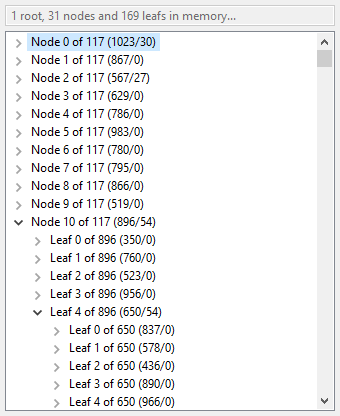 1 root, 31 nodes and 169 leafs in memory...
Node 0 of 117 (1023/30)
Node 1 of 117 (867/0)
Node 2 of 117 (567/27)
Node 3 of 117 (629/0)
Node 4 of 117 (786/0)
Node 5 of 117 (983/0)
Node 6 of 117 (780/0)
Node 7 of 117 (795/0)
Node 8 of 117 (866/0)
Node 9 of 117 (519/0)
Node 10 of 117 (896/54)
Leaf 0 of 896 (350/0)
Leaf 1 of 896 (760/0)
Leaf 2 of 896 (523/0)
Leaf 3 of 896 (956/0)
Leaf 4 of 896 (650/54)
Leaf 0 of 650 (837/0)
Leaf 1 of 650 (578/0)
Leaf 2 of 650 (436/0)
Leaf 3 of 650 (890/0)
Leaf 4 of 650 (966/0)